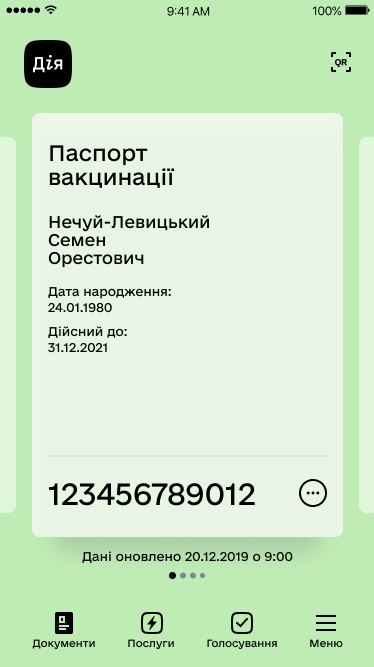 9:41 AM 100%
Дія
QR
Паспорт
вакцинації
Нечуй-Левицький
Семен
Орестович
Дата народження:
24.01.1980
Дійсний до:
31.12.2021
123456789012
Дані оновлено 20.12.2019 о 9:00
Документи Послуги Голосування Меню